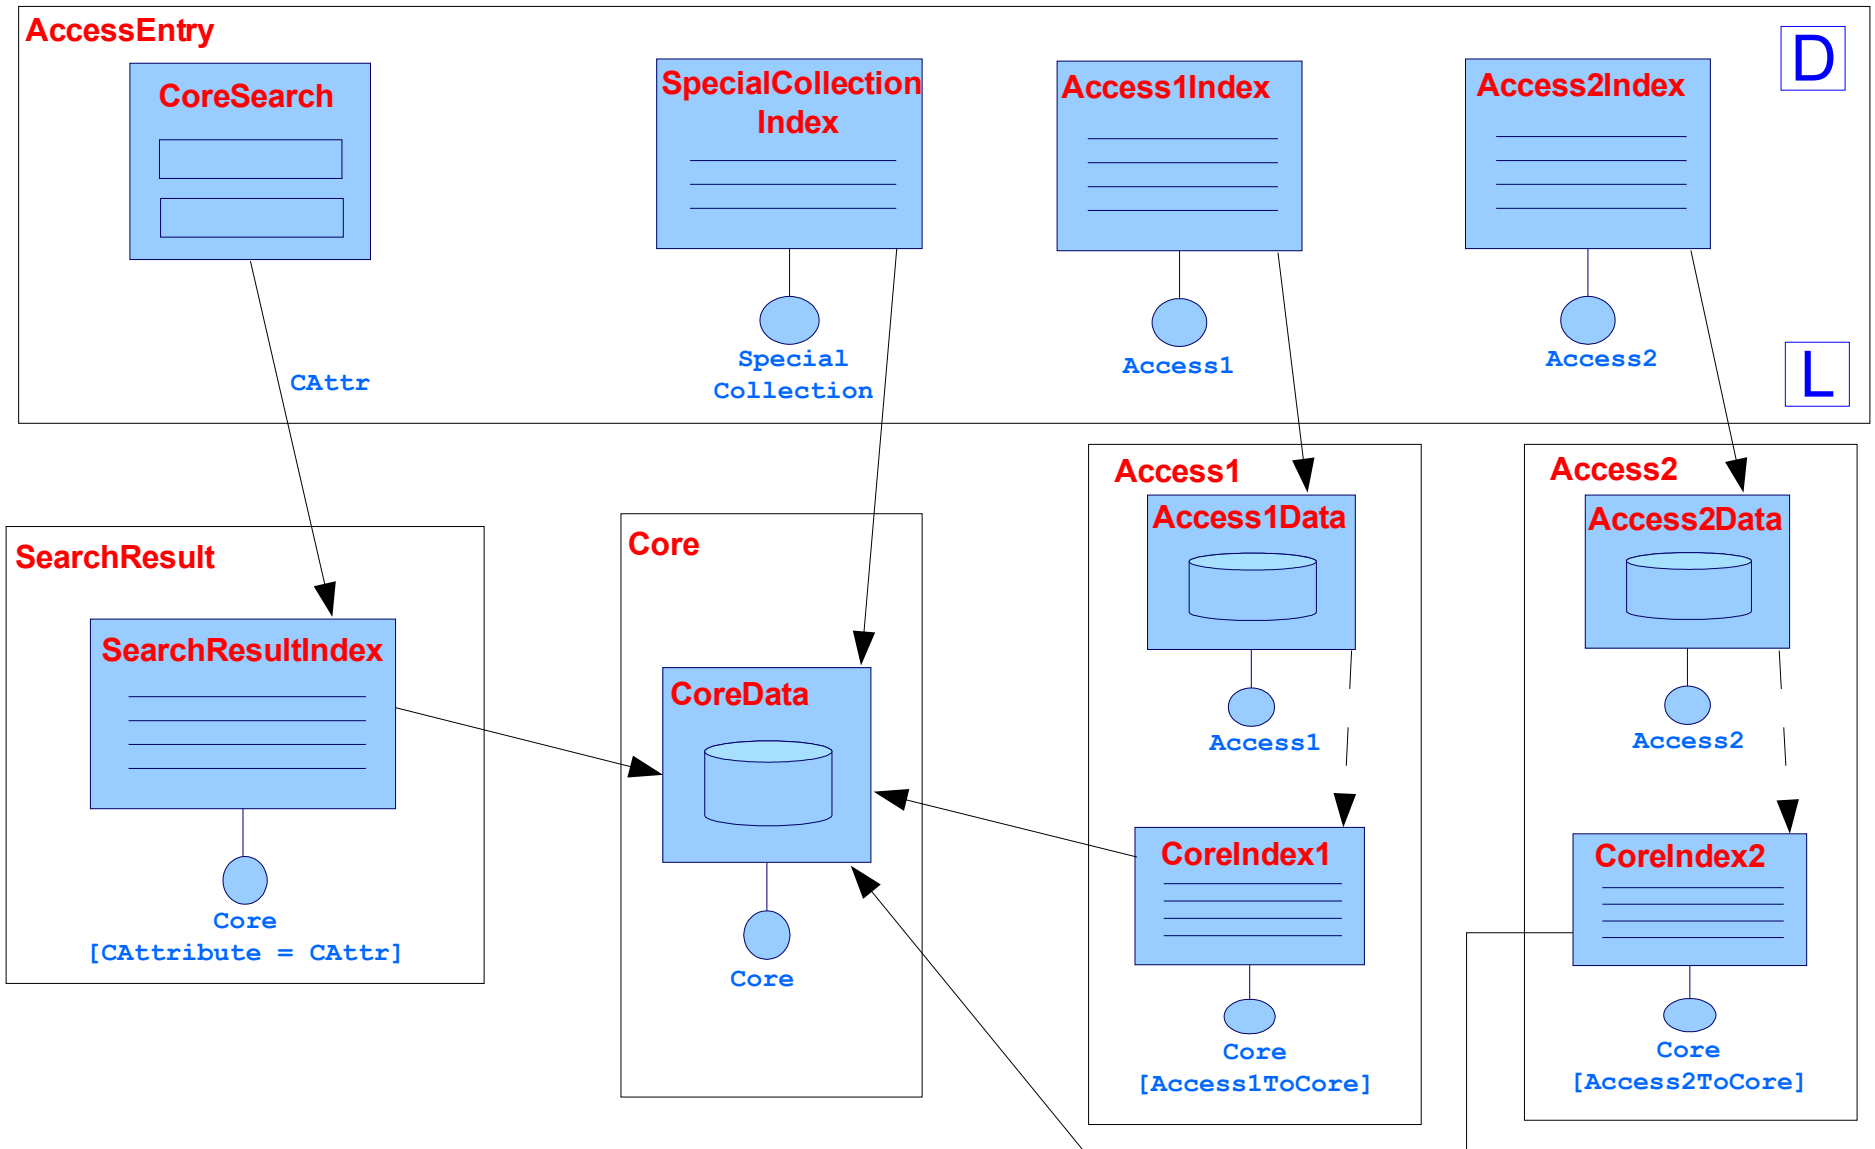 AccessEntry
D
CoreSearch
SpecialCollection
Index
Access1Index
Access2Index
CAttr
Special
Collection
Access1
Access2
L
SearchResult
SearchResultIndex
Core
[CAttribute = CAttr]
Core
CoreData
Core
Access1
Access1Data
Access1
CoreIndex1
Core
[Access1ToCore]
Access2
Access2Data
Access2
CoreIndex2
Core
[Access2ToCore]